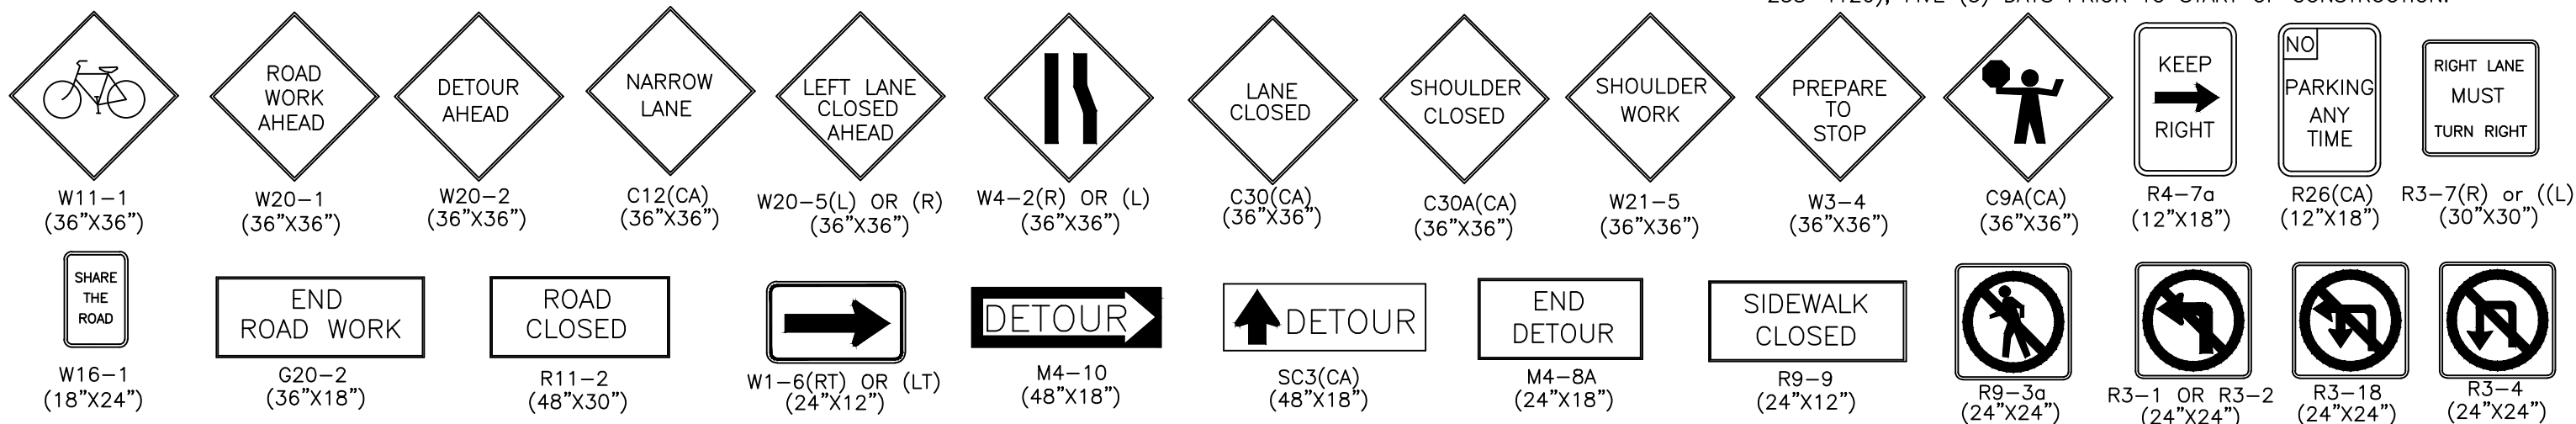 FIVE (5) DAYS PRIOR TO START OF CONSTRUCTION.
ROAD
WORK
AHEAD
DETOUR
AHEAD
NARROW
LANE
LEFT LANE
CLOSED
AHEAD
LANE
CLOSED
SHOULDER
CLOSED
SHOULDER
WORK
PREPARE
TO
STOP
KEEP
RIGHT
NO
PARKING
ANY
TIME
RIGHT LANE
MUST
TURN RIGHT
W11-1
(36"X36")
W20-1
(36"X36")
W20-2
(36"X36")
C12(CA)
(36"X36")
W20-5(L) OR (R)
(36"X36")
W4-2(R) OR (L)
(36"X36")
C30(CA)
(36"X36")
C30A(CA)
(36"X36")
W21-5
(36"X36")
W3-4
(36"X36")
C9A(CA)
(36"X36")
R4-7a
(12"X18")
R26(CA)
(12"X18")
R3-7(R) or ((L)
(30"X30")
SHARE
THE
ROAD
END
ROAD WORK
ROAD
CLOSED
DETOUR
DETOUR
END
DETOUR
SIDEWALK
CLOSED
W16-1
(18"X24")
G20-2
(36"X18")
R11-2
(48"X30")
W1-6(RT) OR (LT)
(24"X12")
M4-10
(48"X18")
SC3(CA)
(48"X18")
M4-8A
(24"X18")
R9-9
(24"X12")
R9-3a
(24"X24")
R3-1 OR R3-2
(24"X24")
R3-18
(24"X24")
R3-4
(24"X24")